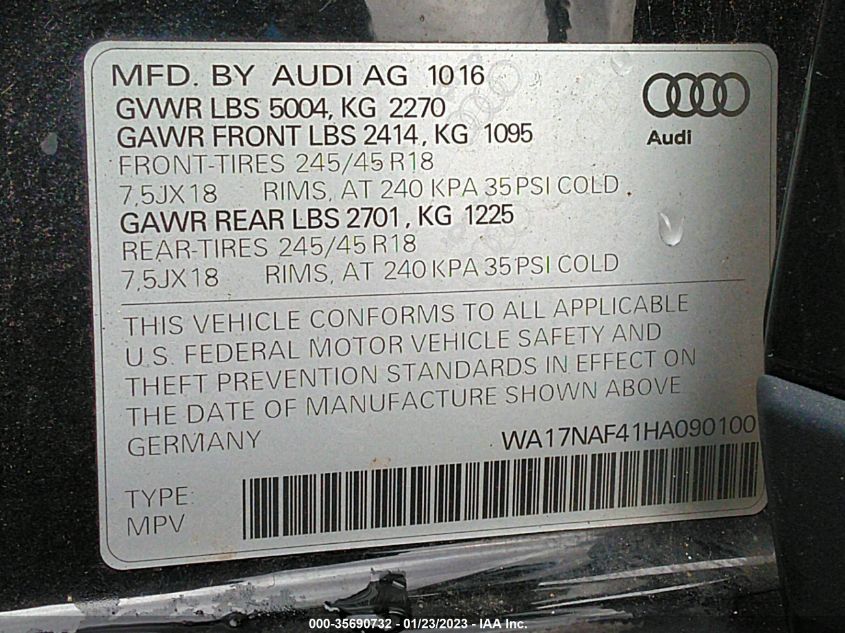 MFD. BY AUDI AG 1016
GVWR LBS 5004, KG 2270
GAWR FRONT LBS 2414, KG 1095
FRONT-TIRES 245/45 R18
7,5JX18 RIMS, AT 240 KPA 35 PSI COLD
GAWR REAR LBS 2701, KG 1225
REAR-TIRES 245/45 R18
7,5JX18 RIMS, AT 240 KPA 35 PSI COLD
Audi
THIS VEHICLE CONFORMS TO ALL APPLICABLE
U.S. FEDERAL MOTOR VEHICLE SAFETY AND
THEFT PREVENTION STANDARDS IN EFFECT ON
THE DATE OF MANUFACTURE SHOWN ABOVE
GERMANY WA17NAF41HA090100
TYPE:
MPV
000-35690732 - 01/23/2023 - IAA Inc.